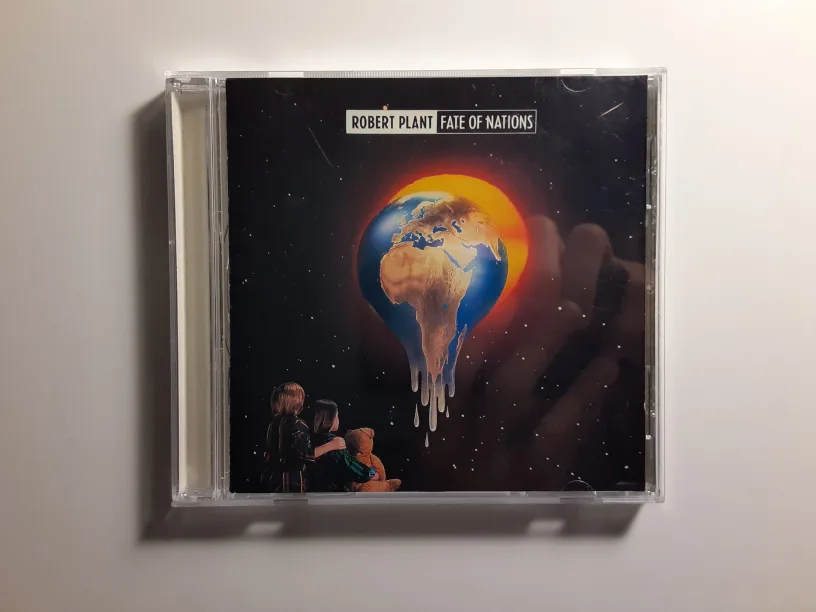 ROBERT PLANT FATE OF NATIONS